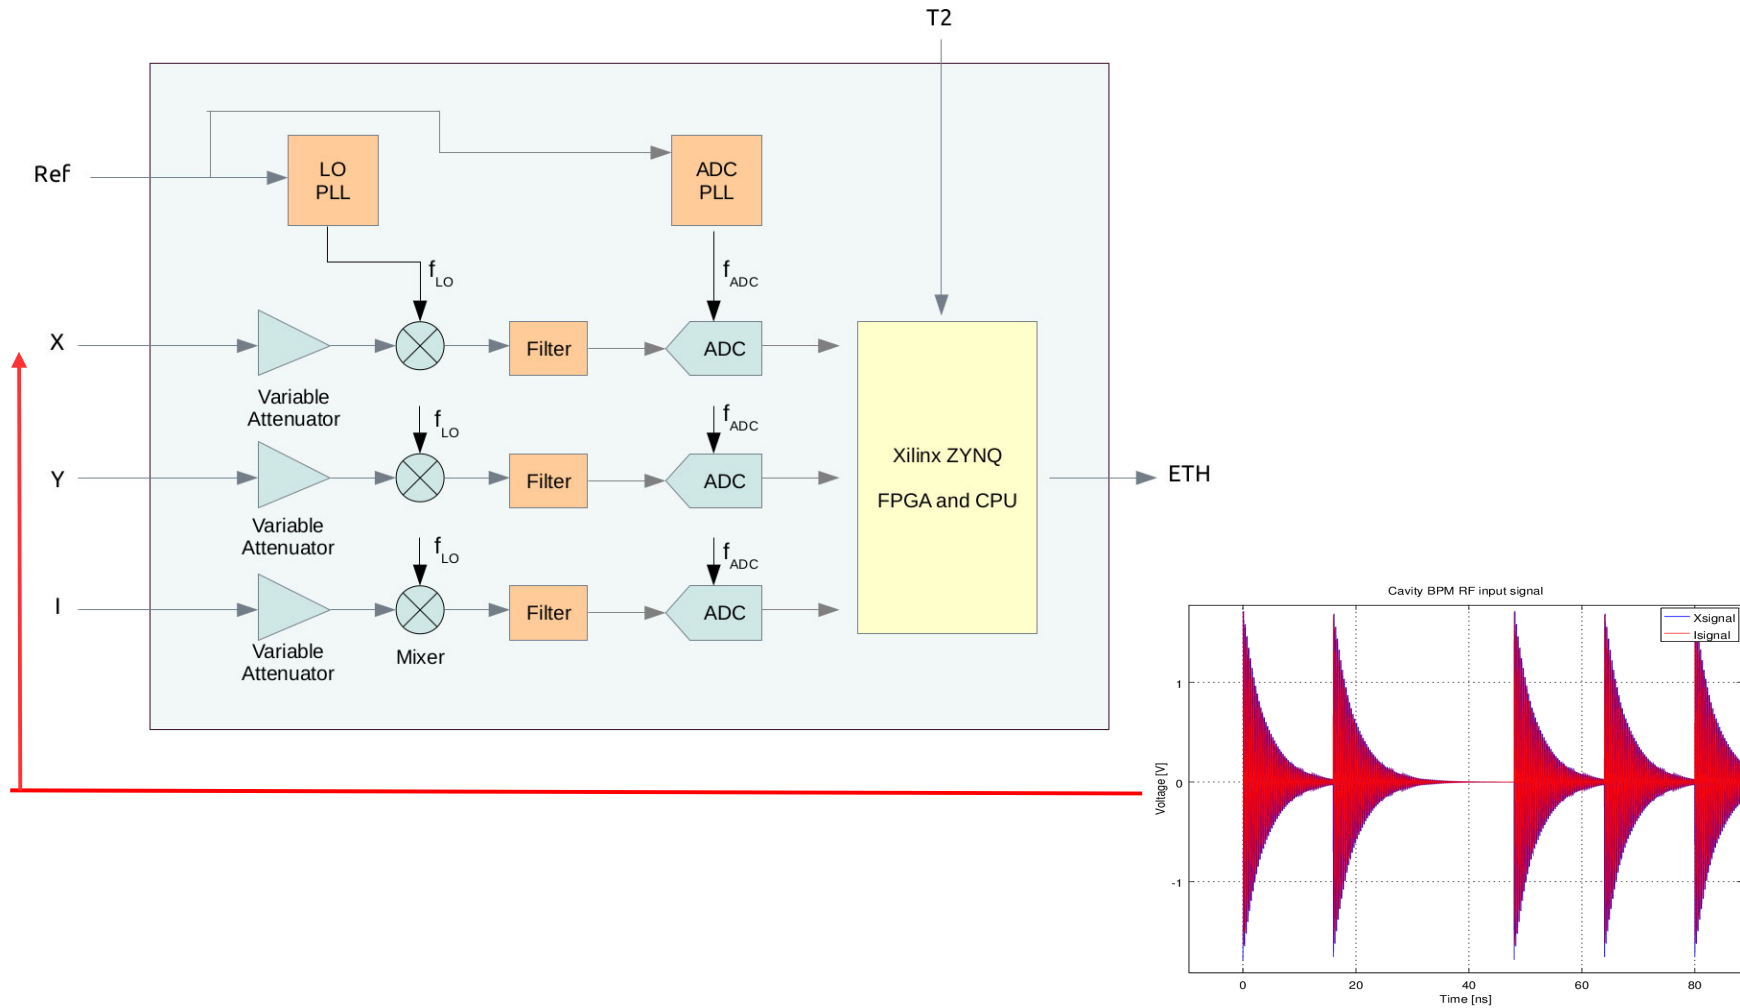 T2
Ref
LO
PLL
ADC
PLL
fLO
fADC
X
Filter
ADC
Variable
Attenuator
fLO
fADC
Y
Filter
ADC
Xilinx ZYNQ
FPGA and CPU
ETH
Variable
Attenuator
fLO
fADC
I
Filter
ADC
Variable
Attenuator
Mixer
Cavity BPM RF input signal
Xsignal
Isignal
1
0
-1
Voltage [V]
0
20
40
60
80
Time [ns]